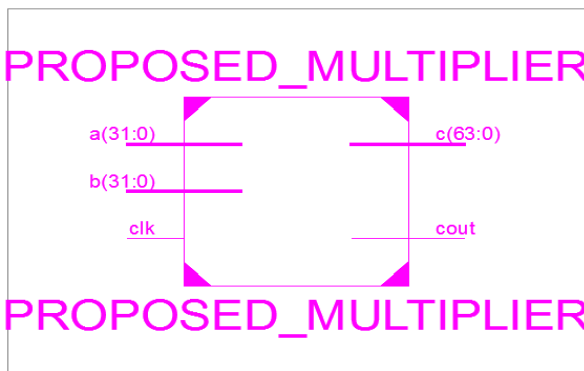 PROPOSED_MULTIPLIER
a(31:0) c(63:0)
b(31:0)
clk cout
PROPOSED_MULTIPLIER